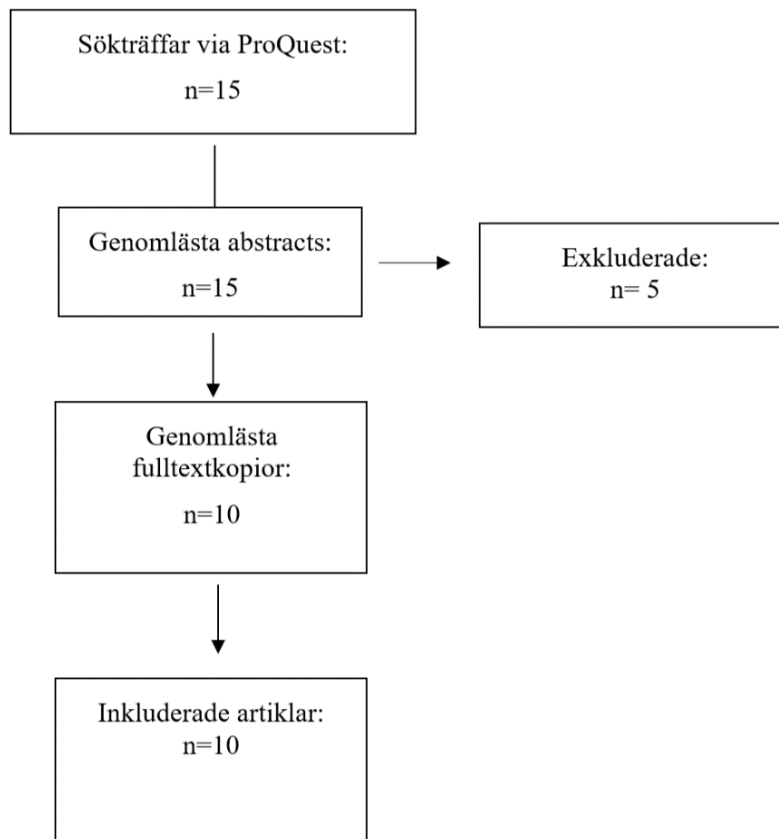 Sökträffar via ProQuest:
n=15
Genomlästa abstracts:
n=15
Exkluderade:
n= 5
Genomlästa
fulltextkopior:
n=10
Inkluderade artiklar:
n=10